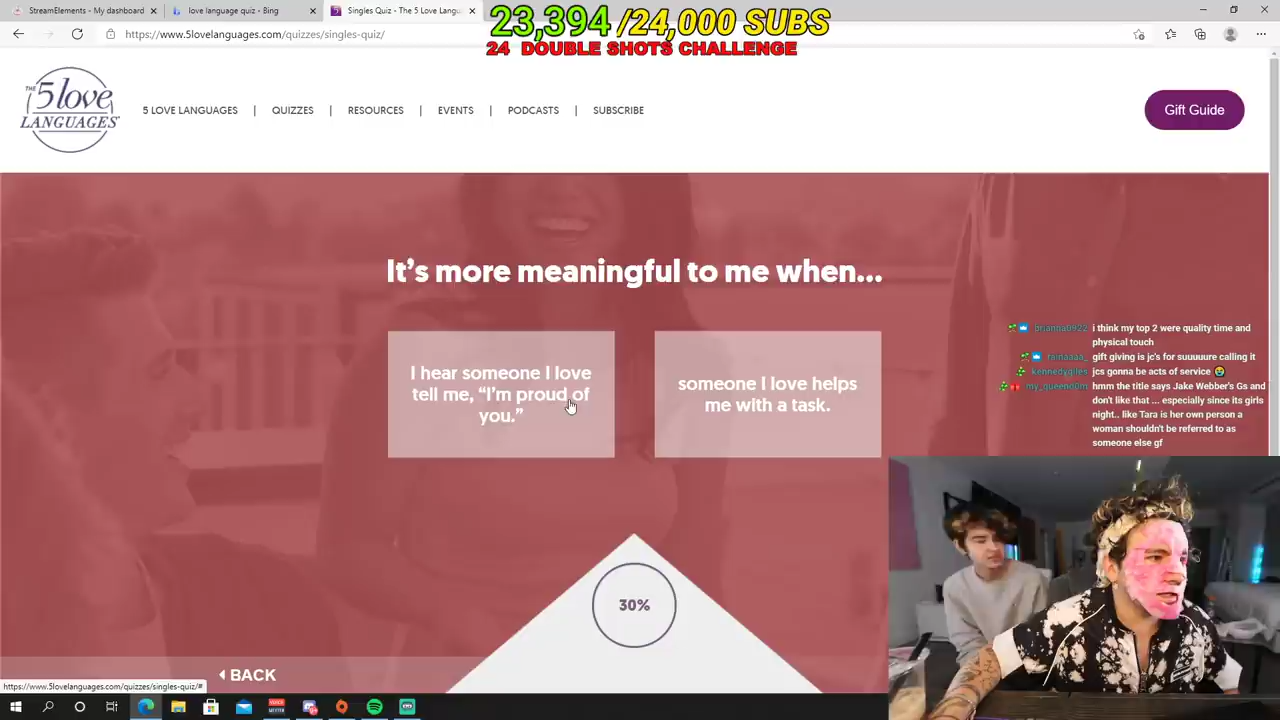 StreamElements - My dashboard
love language quiz - Bing
Singles Quiz - The 5 Love Langua
23,394 /24,000 SUBS
24 DOUBLE SHOTS CHALLENGE
https://www.5lovelanguages.com/quizzes/singles-quiz/
THE 5 love LANGUAGES
5 LOVE LANGUAGES | QUIZZES | RESOURCES | EVENTS | PODCASTS | SUBSCRIBE
Gift Guide
It's more meaningful to me when...
I hear someone I love
tell me, "I'm proud of
you."
someone I love helps
me with a task.
i think my top 2 were quality time and
physical touch
gift giving is jc's for suuuure calling it
kennedygiles jcs gonna be acts of service 😭
my_queend0m hmm the title says Jake Webber's Gs and
don't like that ... especially since its girls
night.. like Tara is her own person a
woman shouldn't be referred to as
someone else gf
30%
BACK
https://www.5lovelanguages.com/quizzes/singles-quiz/#